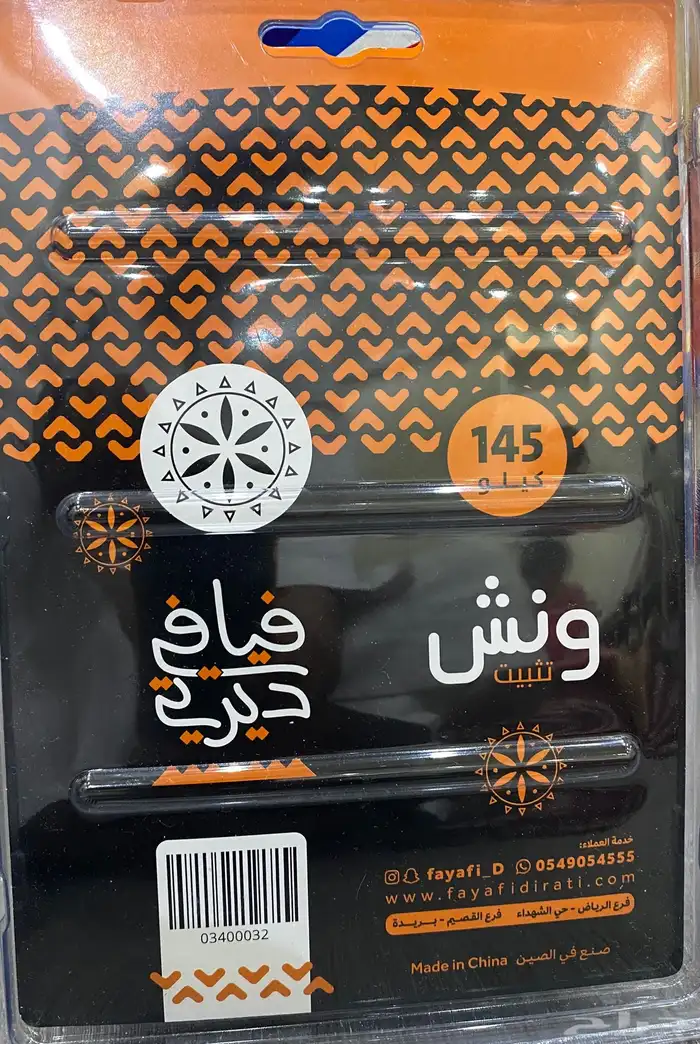 145
كيلو
ونش
تثبيت
فيافي
ديرتي
خدمة العملاء:
fayafi_D 0549054555
www.fayafidirati.com
فرع الرياض - حي الشهداء فرع القصيم - بريدة
صنع في الصين Made in China
03400032
حراج